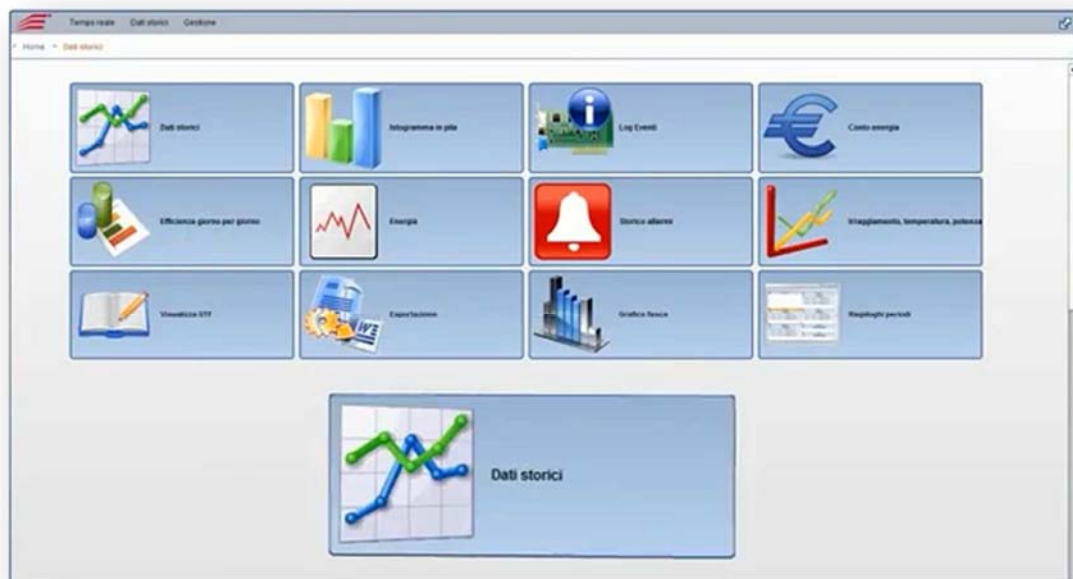 Tempo reale Dati storici Gestione
Home Dati storici
Dati storici
Istogramma in pila
Log Eventi
Conto energia
Efficienza giorno per giorno
Energia
Storico allarmi
Irraggiamento, temperatura, potenza
Visualizza UTF
Esportazione
Grafico fasce
Riepiloghi periodi
Dati storici